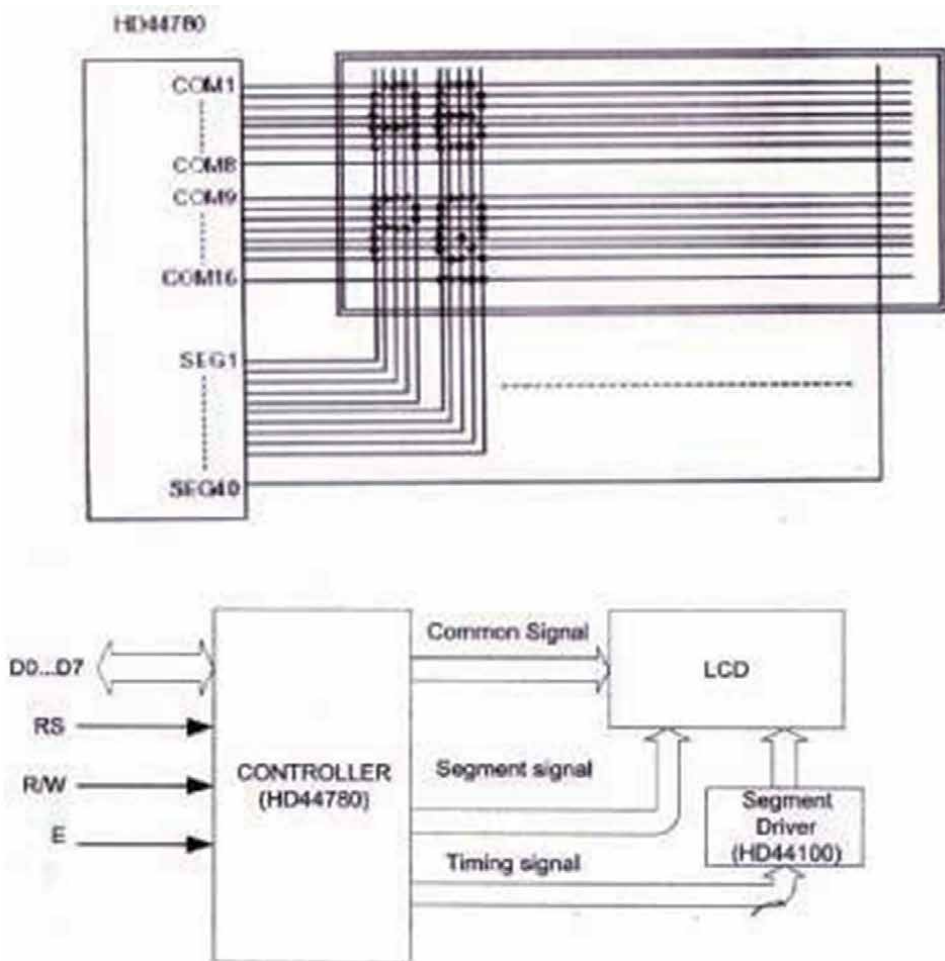 HD44780
COM1
COM8
COM9
COM16
SEG1
SEG40
Common Signal
D0...D7
LCD
RS
Segment signal
R/W
CONTROLLER
(HD44780)
Segment
Driver
(HD44100)
E
Timing signal